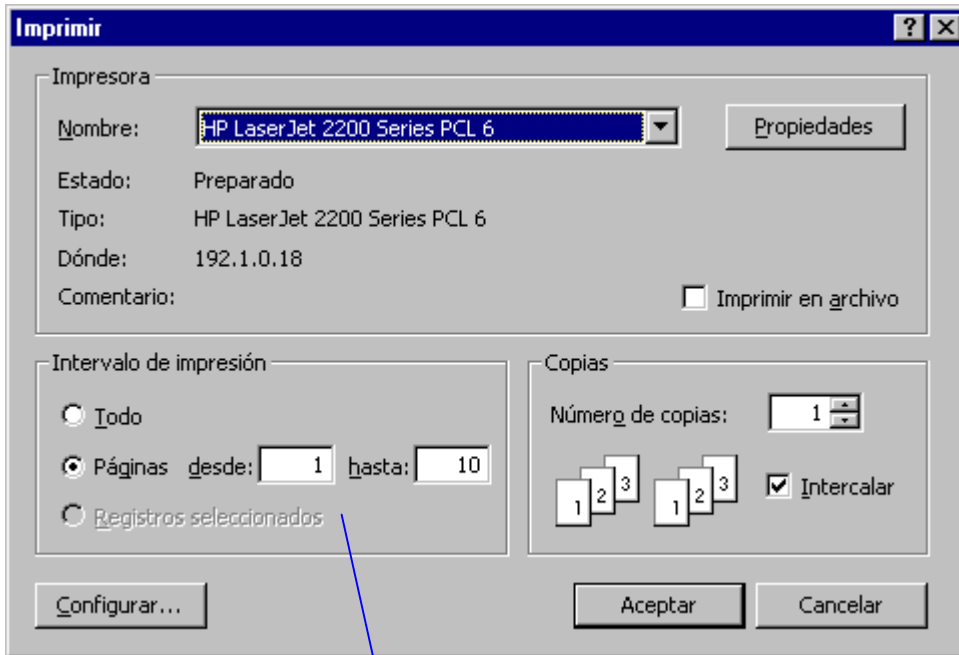 Imprimir
Impresora
Nombre: HP LaserJet 2200 Series PCL 6 Propiedades
Estado: Preparado
Tipo: HP LaserJet 2200 Series PCL 6
Dónde: 192.1.0.18
Comentario: Imprimir en archivo
Intervalo de impresión
Todo
Páginas desde: 1 hasta: 10
Registros seleccionados
Copias
Número de copias: 1
1 2 3 1 2 3 Intercalar
Configurar... Aceptar Cancelar